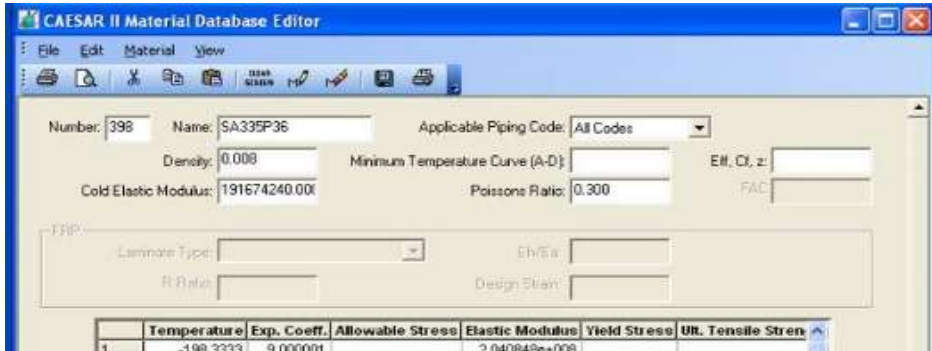 CAESAR II Material Database Editor
File Edit Material View
Number: 398 Name: SA335P36 Applicable Piping Code: All Codes
Density: 0.008 Minimum Temperature Curve (A-D): Eff, Cf, z:
Cold Elastic Modulus: 191674240.00 Poissons Ratio: 0.300 FAC:
FRP
Laminate Type: Eh/Ea:
R Ratio: Design Strain:
Temperature Exp. Coeff. Allowable Stress Elastic Modulus Yield Stress Ult. Tensile Stren
1 -198.3333 9.000001 2.040848e+008